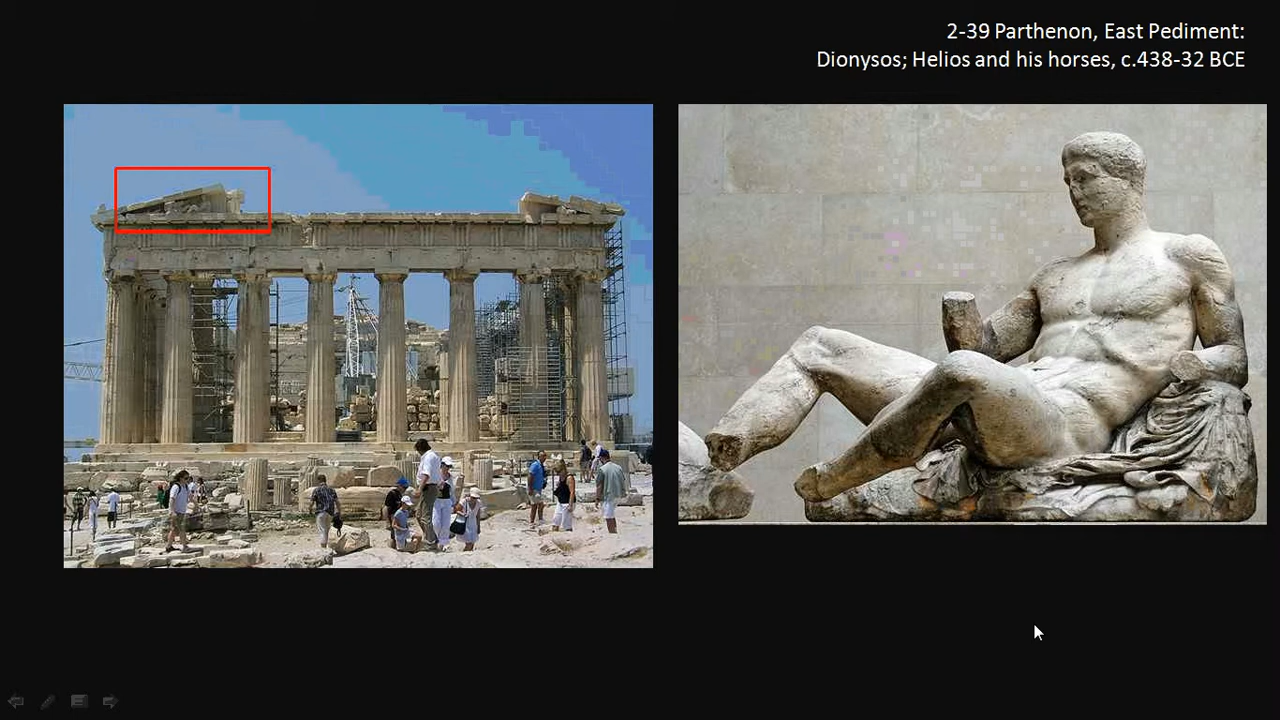 2-39 Parthenon, East Pediment:
Dionysos; Helios and his horses, c.438-32 BCE